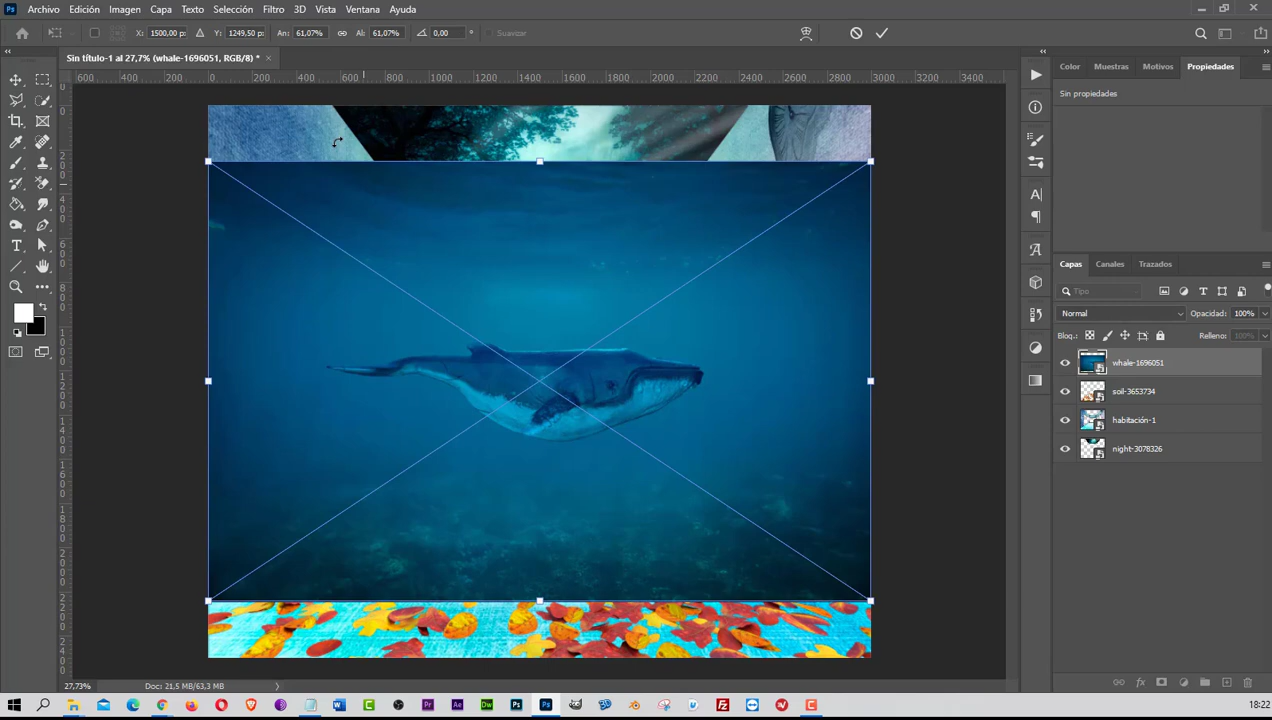 Ps Archivo Edición Imagen Capa Texto Selección Filtro 3D Vista Ventana Ayuda
X: 1500,00 px Y: 1249,50 px An: 61,07% Al: 61,07% 0,00 ° Suavizar
Sin título-1 al 27,7% (whale-1696051, RGB/8) * ×
600 400 200 0 200 400 600 800 1000 1200 1400 1600 1800 2000 2200 2400 2600 2800 3000 3200 3400
Color Muestras Motivos Propiedades
Sin propiedades
Capas Canales Trazados
Tipo
Normal Opacidad: 100%
Bloq.: Relleno: 100%
whale-1696051
soil-3653734
habitación-1
night-3078326
27,73% Doc: 21,5 MB/63,3 MB
18:22